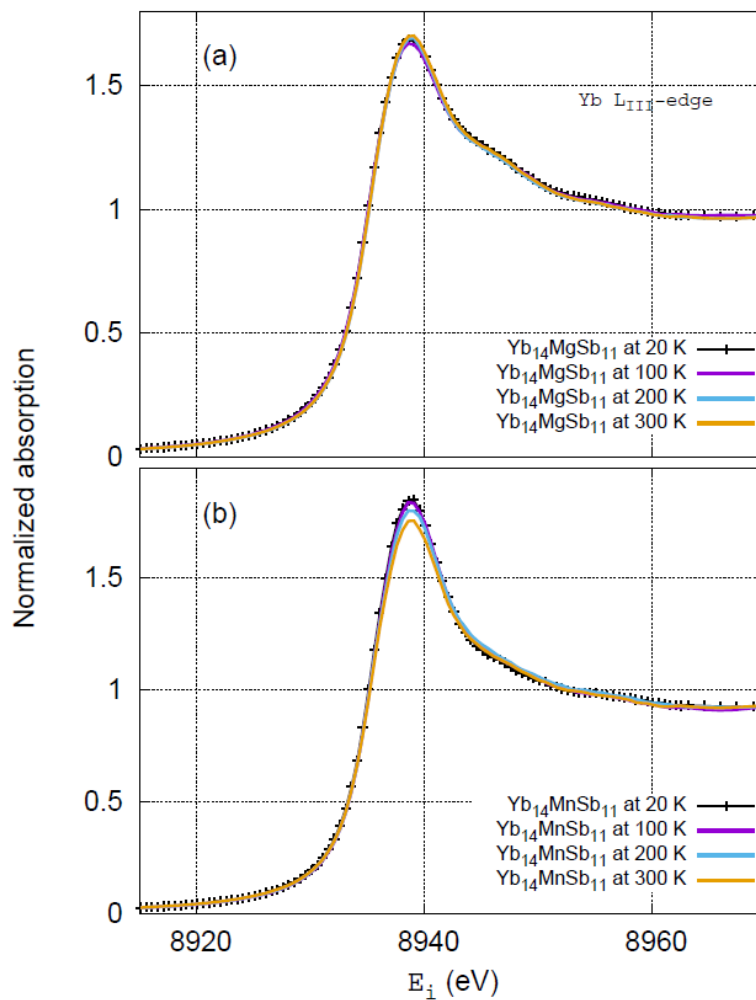 (a)
Yb L_III-edge
1.5
1
0.5
0
Yb14MgSb11 at 20 K
Yb14MgSb11 at 100 K
Yb14MgSb11 at 200 K
Yb14MgSb11 at 300 K
Normalized absorption
(b)
1.5
1
0.5
0
Yb14MnSb11 at 20 K
Yb14MnSb11 at 100 K
Yb14MnSb11 at 200 K
Yb14MnSb11 at 300 K
8920 8940 8960
E_i (eV)